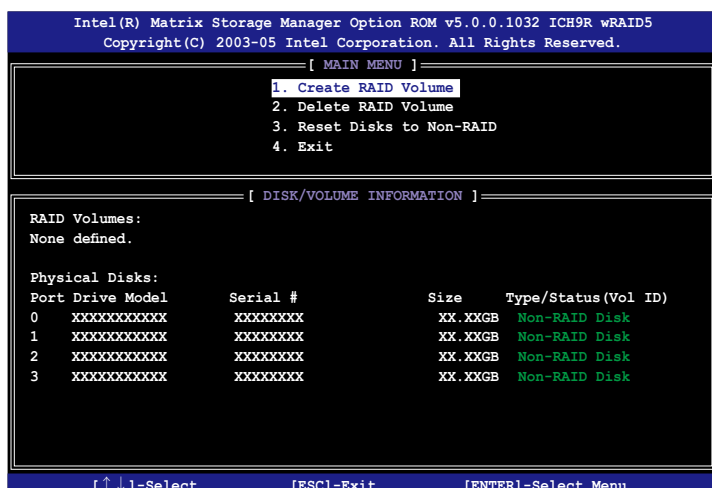 Intel(R) Matrix Storage Manager Option ROM v5.0.0.1032 ICH9R wRAID5
Copyright(C) 2003-05 Intel Corporation. All Rights Reserved.
[ MAIN MENU ]
1. Create RAID Volume
2. Delete RAID Volume
3. Reset Disks to Non-RAID
4. Exit
[ DISK/VOLUME INFORMATION ]
RAID Volumes:
None defined.
Physical Disks:
Port Drive Model Serial # Size Type/Status(Vol ID)
0 XXXXXXXXXXX XXXXXXXX XX.XXGB Non-RAID Disk
1 XXXXXXXXXXX XXXXXXXX XX.XXGB Non-RAID Disk
2 XXXXXXXXXXX XXXXXXXX XX.XXGB Non-RAID Disk
3 XXXXXXXXXXX XXXXXXXX XX.XXGB Non-RAID Disk
[↑↓]-Select [ESC]-Exit [ENTER]-Select Menu